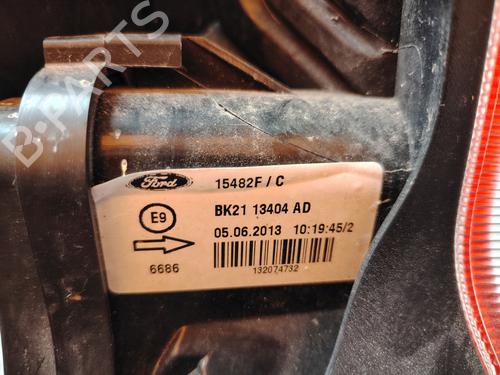 B-PARTS
Ford
15482F / C
E9
BK21 13404 AD
05.06.2013 10:19:45/2
6686
132074732